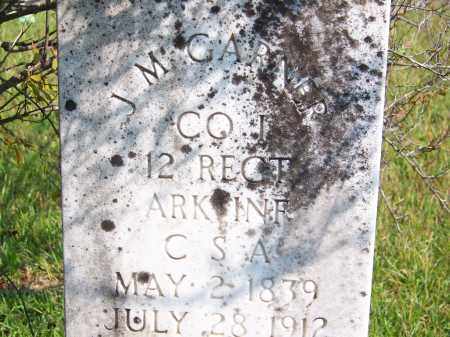 J M GARNER
CO I
12 REGT
ARK INF
C S A
MAY 2 1839
JULY 28 1912